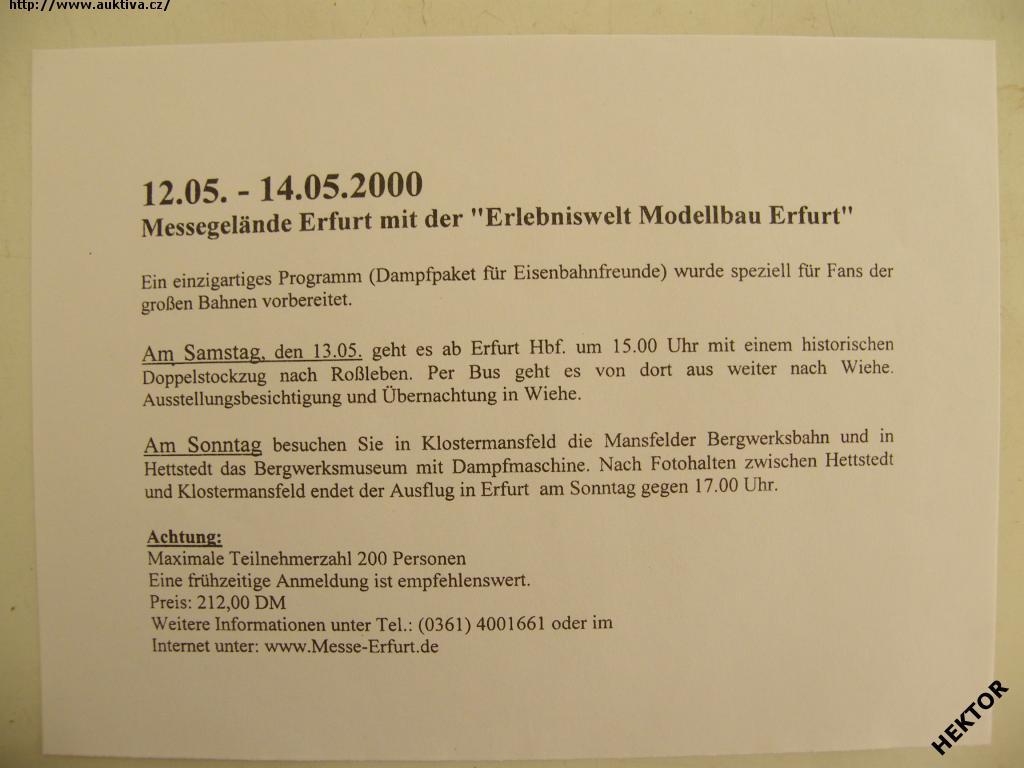 http://www.auktiva.cz/
12.05. - 14.05.2000
Messegelände Erfurt mit der "Erlebniswelt Modellbau Erfurt"
Ein einzigartiges Programm (Dampfpaket für Eisenbahnfreunde) wurde speziell für Fans der
großen Bahnen vorbereitet.
Am Samstag, den 13.05. geht es ab Erfurt Hbf. um 15.00 Uhr mit einem historischen
Doppelstockzug nach Roßleben. Per Bus geht es von dort aus weiter nach Wiehe.
Ausstellungsbesichtigung und Übernachtung in Wiehe.
Am Sonntag besuchen Sie in Klostermansfeld die Mansfelder Bergwerksbahn und in
Hettstedt das Bergwerksmuseum mit Dampfmaschine. Nach Fotohalten zwischen Hettstedt
und Klostermansfeld endet der Ausflug in Erfurt am Sonntag gegen 17.00 Uhr.
Achtung:
Maximale Teilnehmerzahl 200 Personen
Eine frühzeitige Anmeldung ist empfehlenswert.
Preis: 212,00 DM
Weitere Informationen unter Tel.: (0361) 4001661 oder im
Internet unter: www.Messe-Erfurt.de
HEKTOR